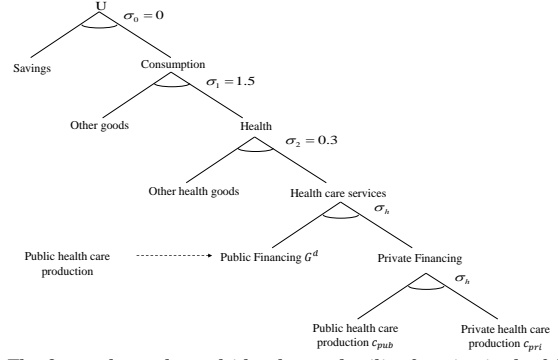 U
σ₀ = 0
Savings
Consumption
σ₁ = 1.5
Other goods
Health
σ₂ = 0.3
Other health goods
Health care services
σₕ
Public health care
production
Public Financing Gᵈ
Private Financing
σₕ
Public health care
production c_pub
Private health care
production c_pri